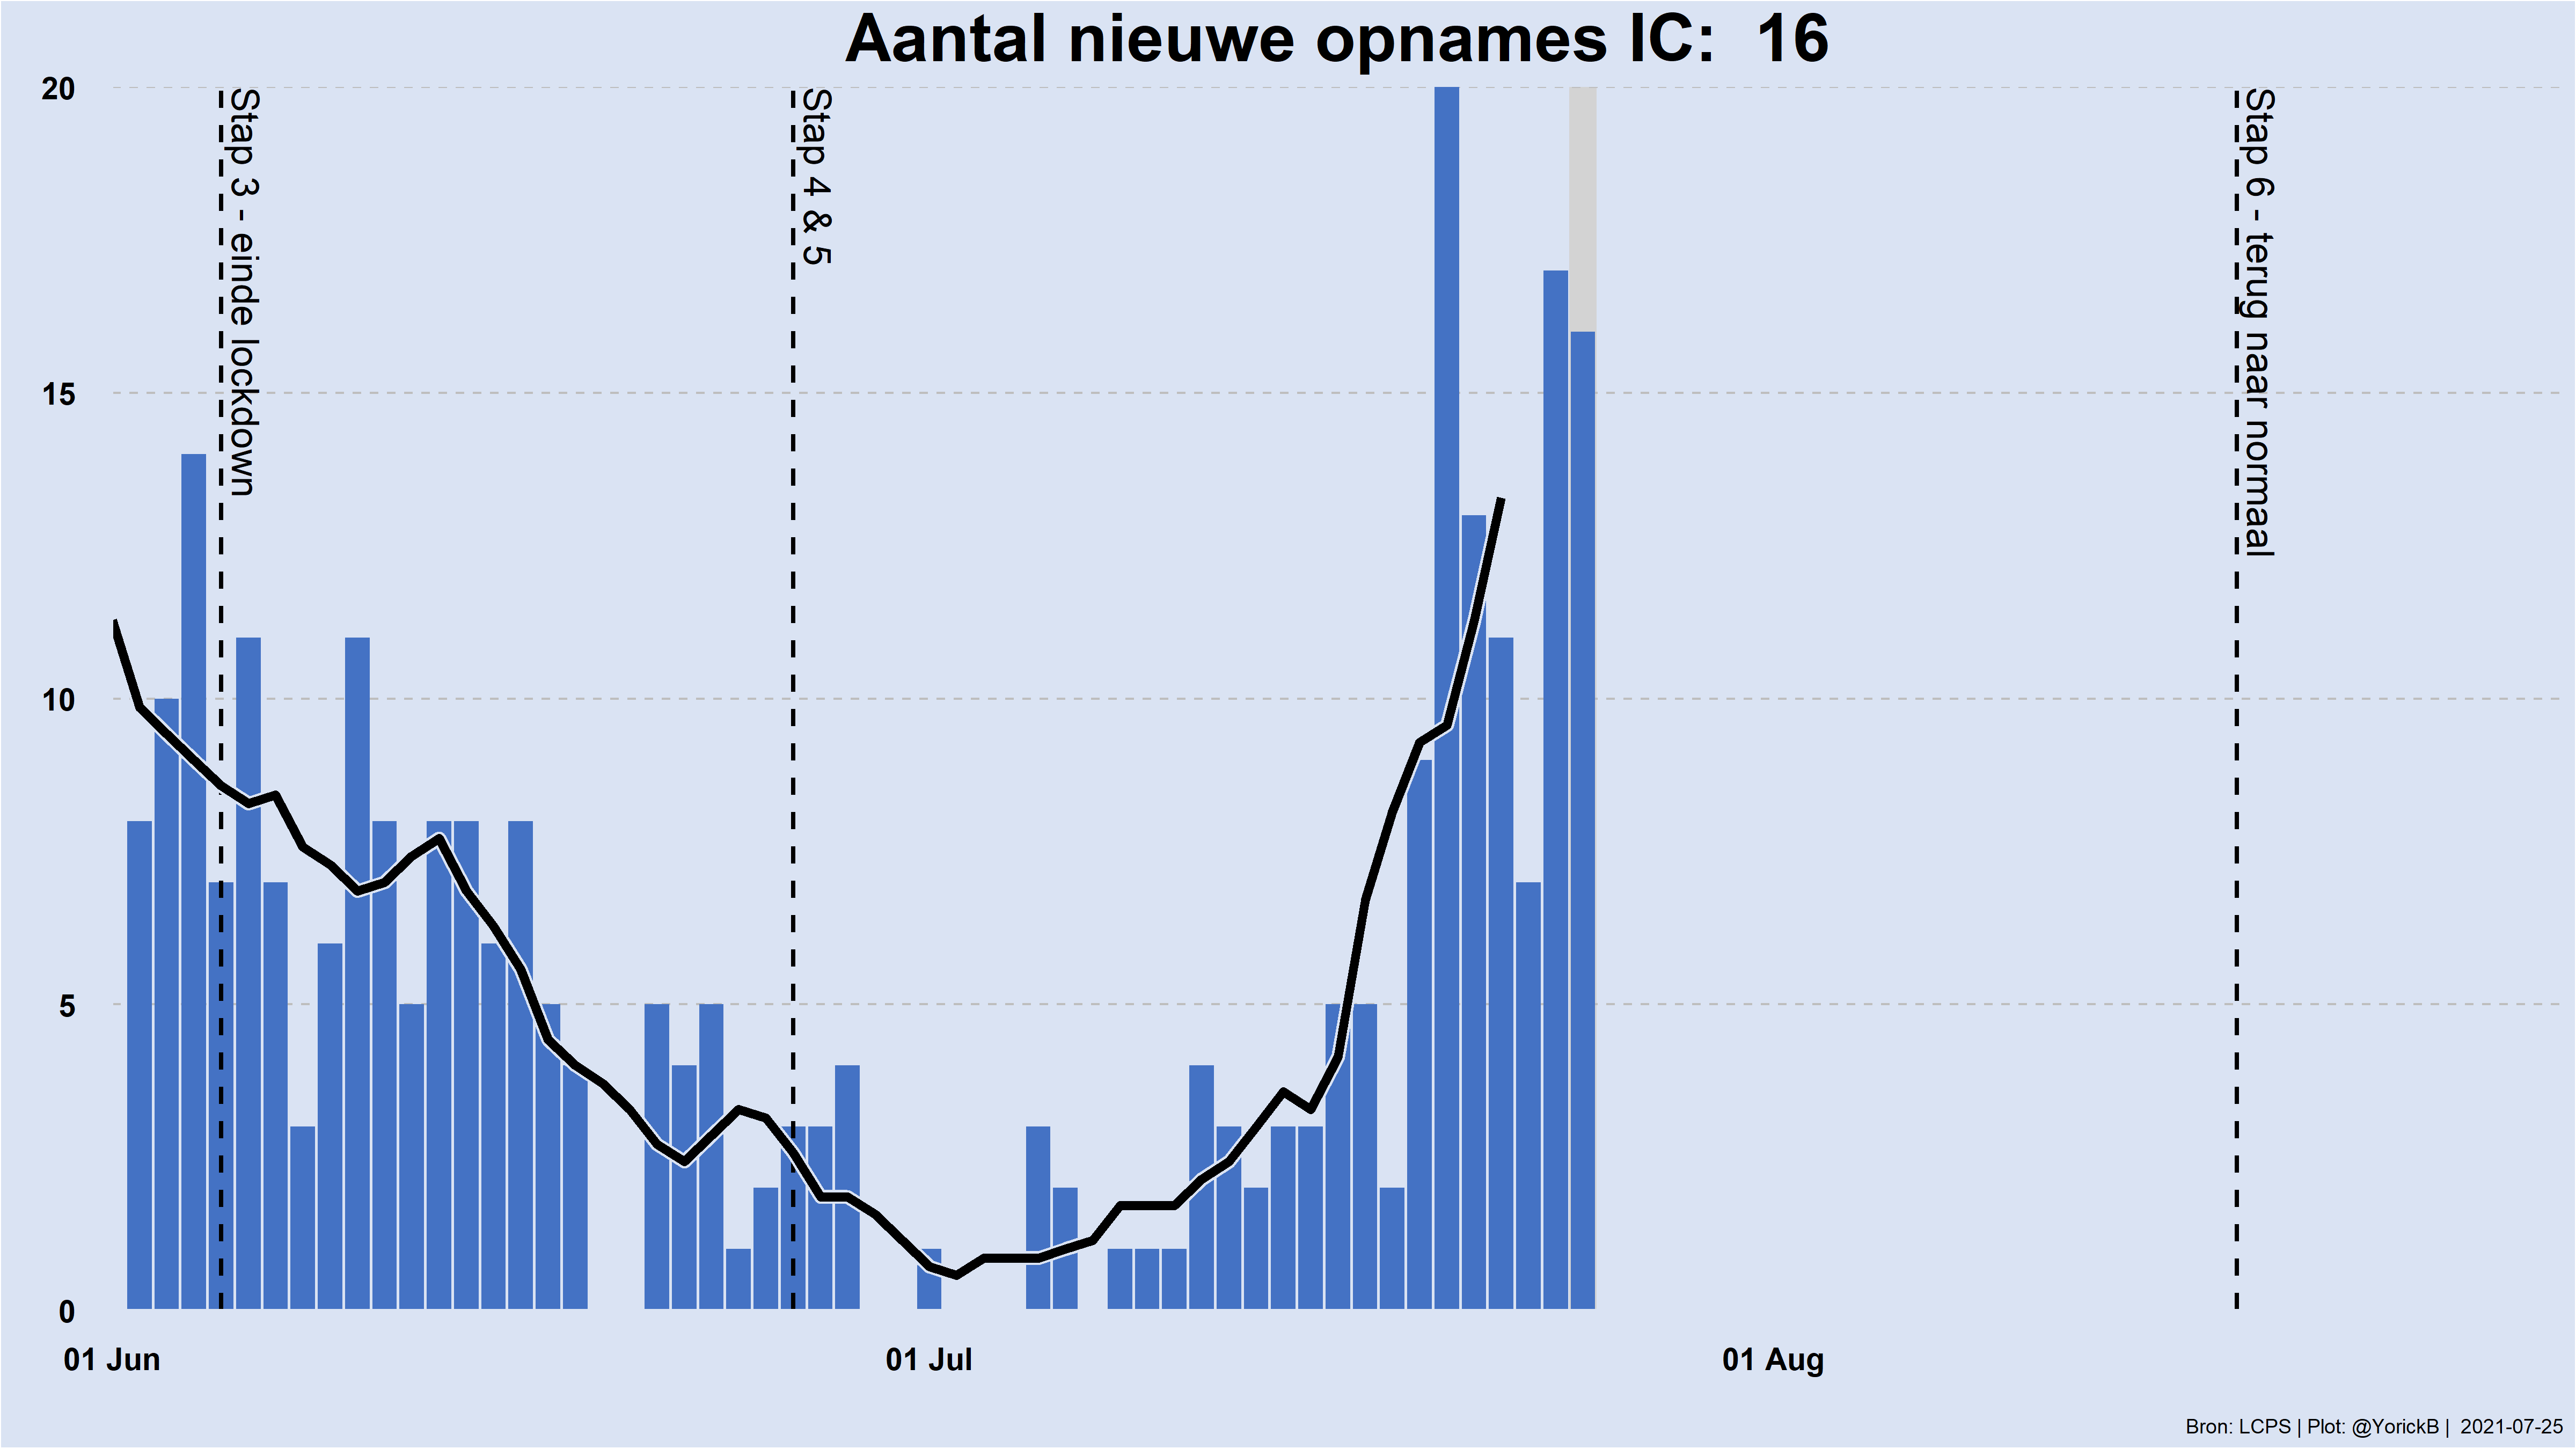 Aantal nieuwe opnames IC:  16
20
15
10
5
0
Stap 3 - einde lockdown
Stap 4 & 5
Stap 6 - terug naar normaal
01 Jun
01 Jul
01 Aug
Bron: LCPS | Plot: @YorickB |  2021-07-25